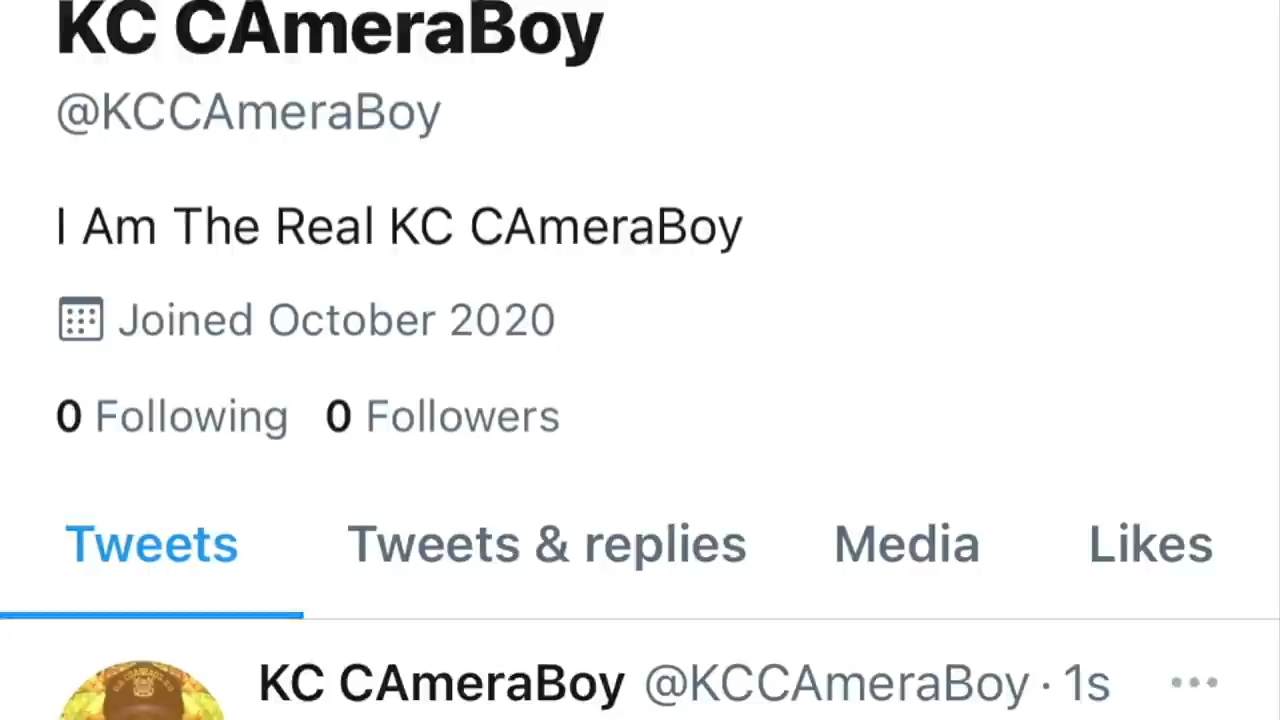 KC CAmeraBoy
@KCCAmeraBoy
I Am The Real KC CAmeraBoy
Joined October 2020
0 Following 0 Followers
Tweets Tweets & replies Media Likes
KC CAmeraBoy @KCCAmeraBoy · 1s